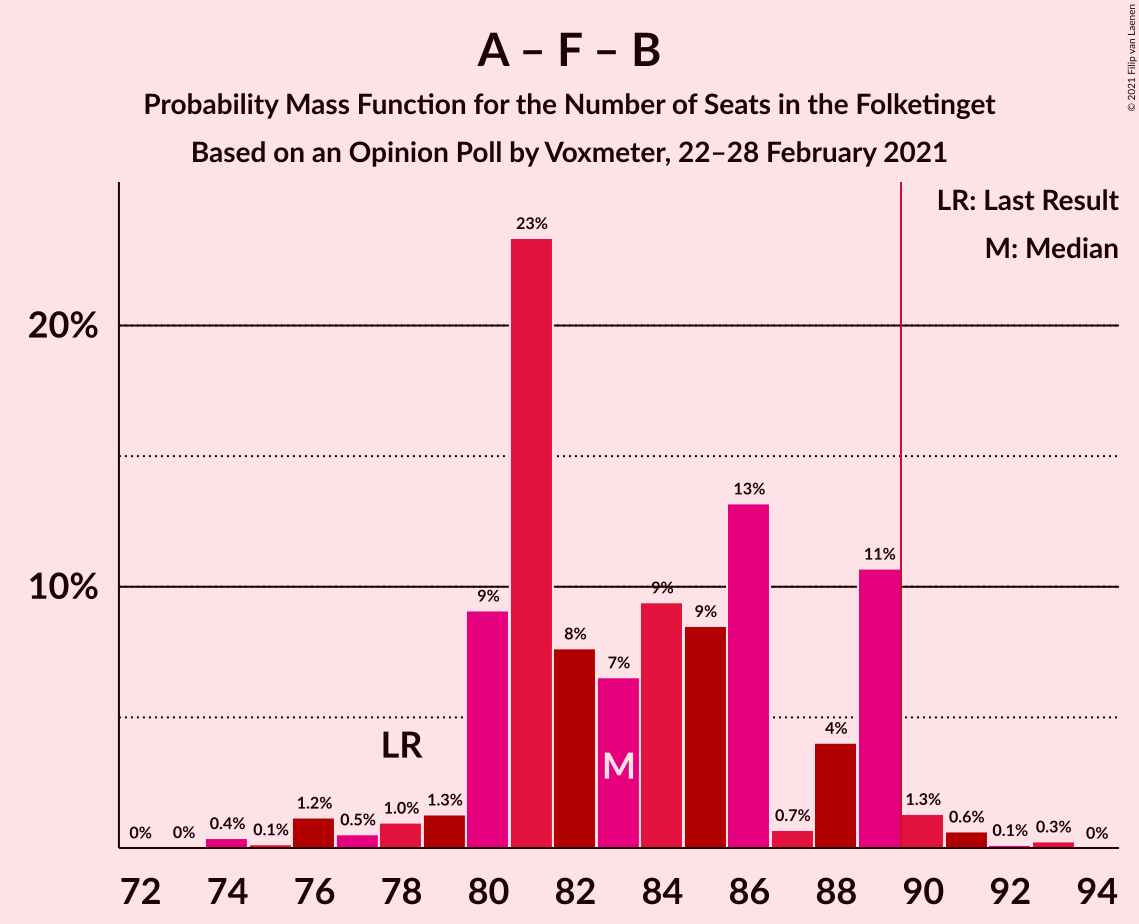 A – F – B
Probability Mass Function for the Number of Seats in the Folketinget
Based on an Opinion Poll by Voxmeter, 22–28 February 2021
© 2021 Filip van Laenen
LR: Last Result
M: Median
20%
10%
0%
0%
0.4%
0.1%
1.2%
0.5%
1.0%
1.3%
9%
23%
8%
7%
9%
9%
13%
0.7%
4%
11%
1.3%
0.6%
0.1%
0.3%
0%
LR
M
72 74 76 78 80 82 84 86 88 90 92 94